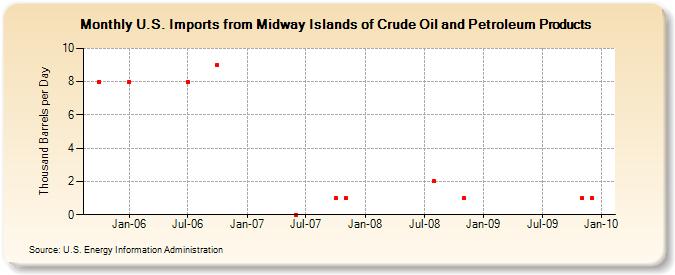 Monthly U.S. Imports from Midway Islands of Crude Oil and Petroleum Products
Thousand Barrels per Day
10
8
6
4
2
0
Jan-06 Jul-06 Jan-07 Jul-07 Jan-08 Jul-08 Jan-09 Jul-09 Jan-10
Source: U.S. Energy Information Administration